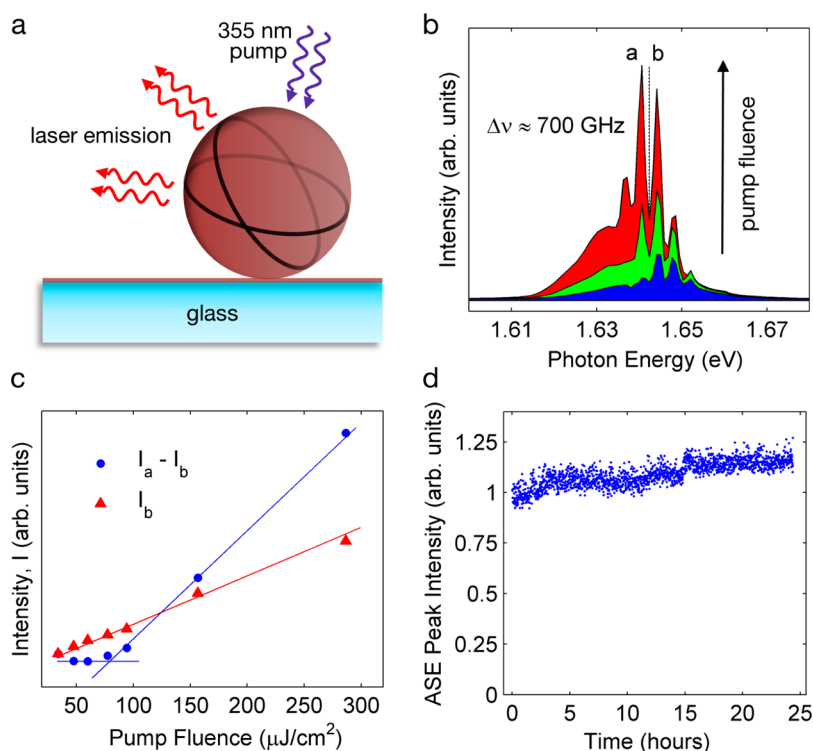 a
355 nm
pump
laser emission
glass
b
Intensity (arb. units)
a b
Δν ≈ 700 GHz
pump fluence
1.61 1.63 1.65 1.67
Photon Energy (eV)
c
Intensity, I (arb. units)
I_a - I_b
I_b
50 100 150 200 250 300
Pump Fluence (μJ/cm²)
d
ASE Peak Intensity (arb. units)
1.25
1
0.75
0.5
0.25
0
0 5 10 15 20 25
Time (hours)